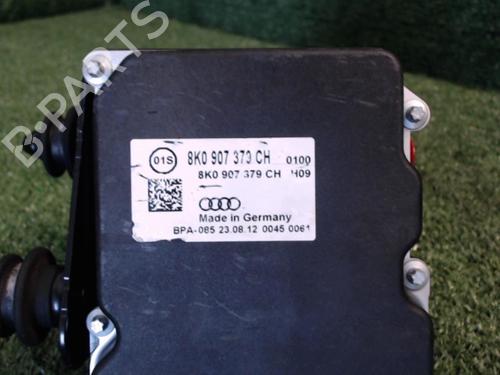 B-PARTS
01S
8K0 907 379 CH 0100
8K0 907 379 CH H09
Made in Germany
BPA-085 23.08.12 0045 0061